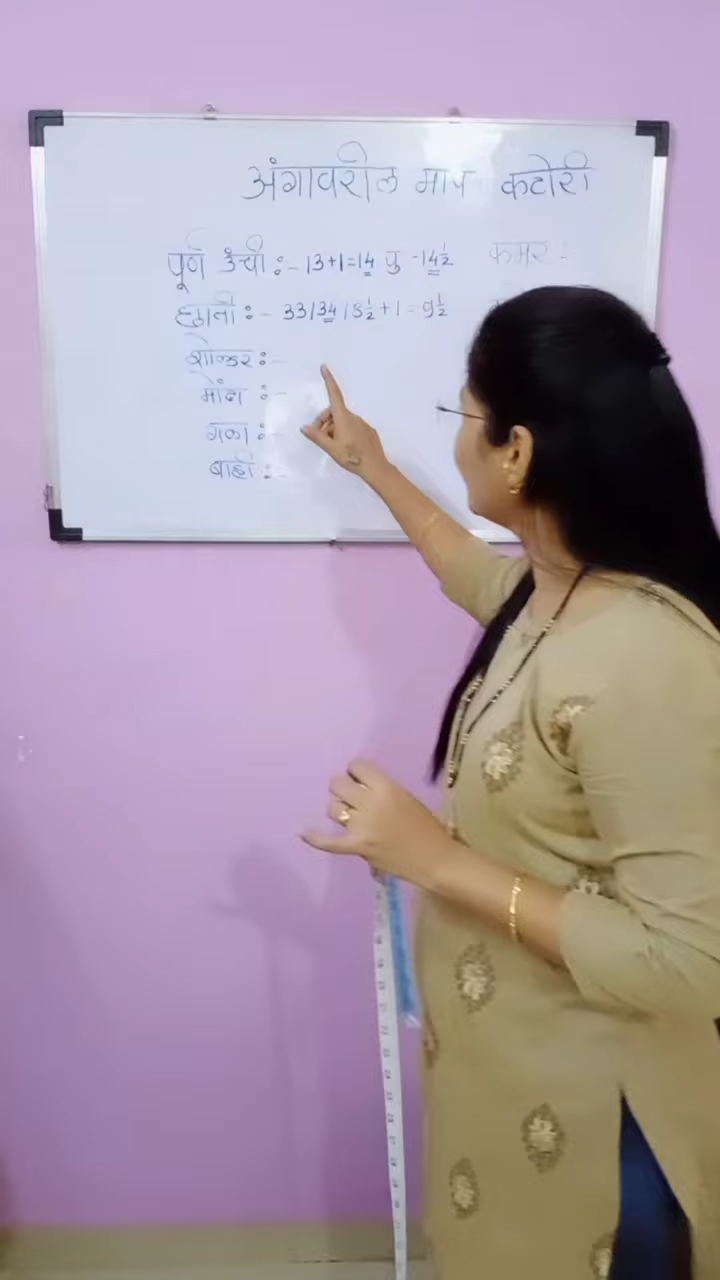 अंगावरील माप कटोरी
पूर्ण उंची :- 13+1=14 पु -14½
कमर :-
छाती :- 33/34/8½+1=9½
शोल्डर :-
मोंढा :-
गळा :-
बाही :-